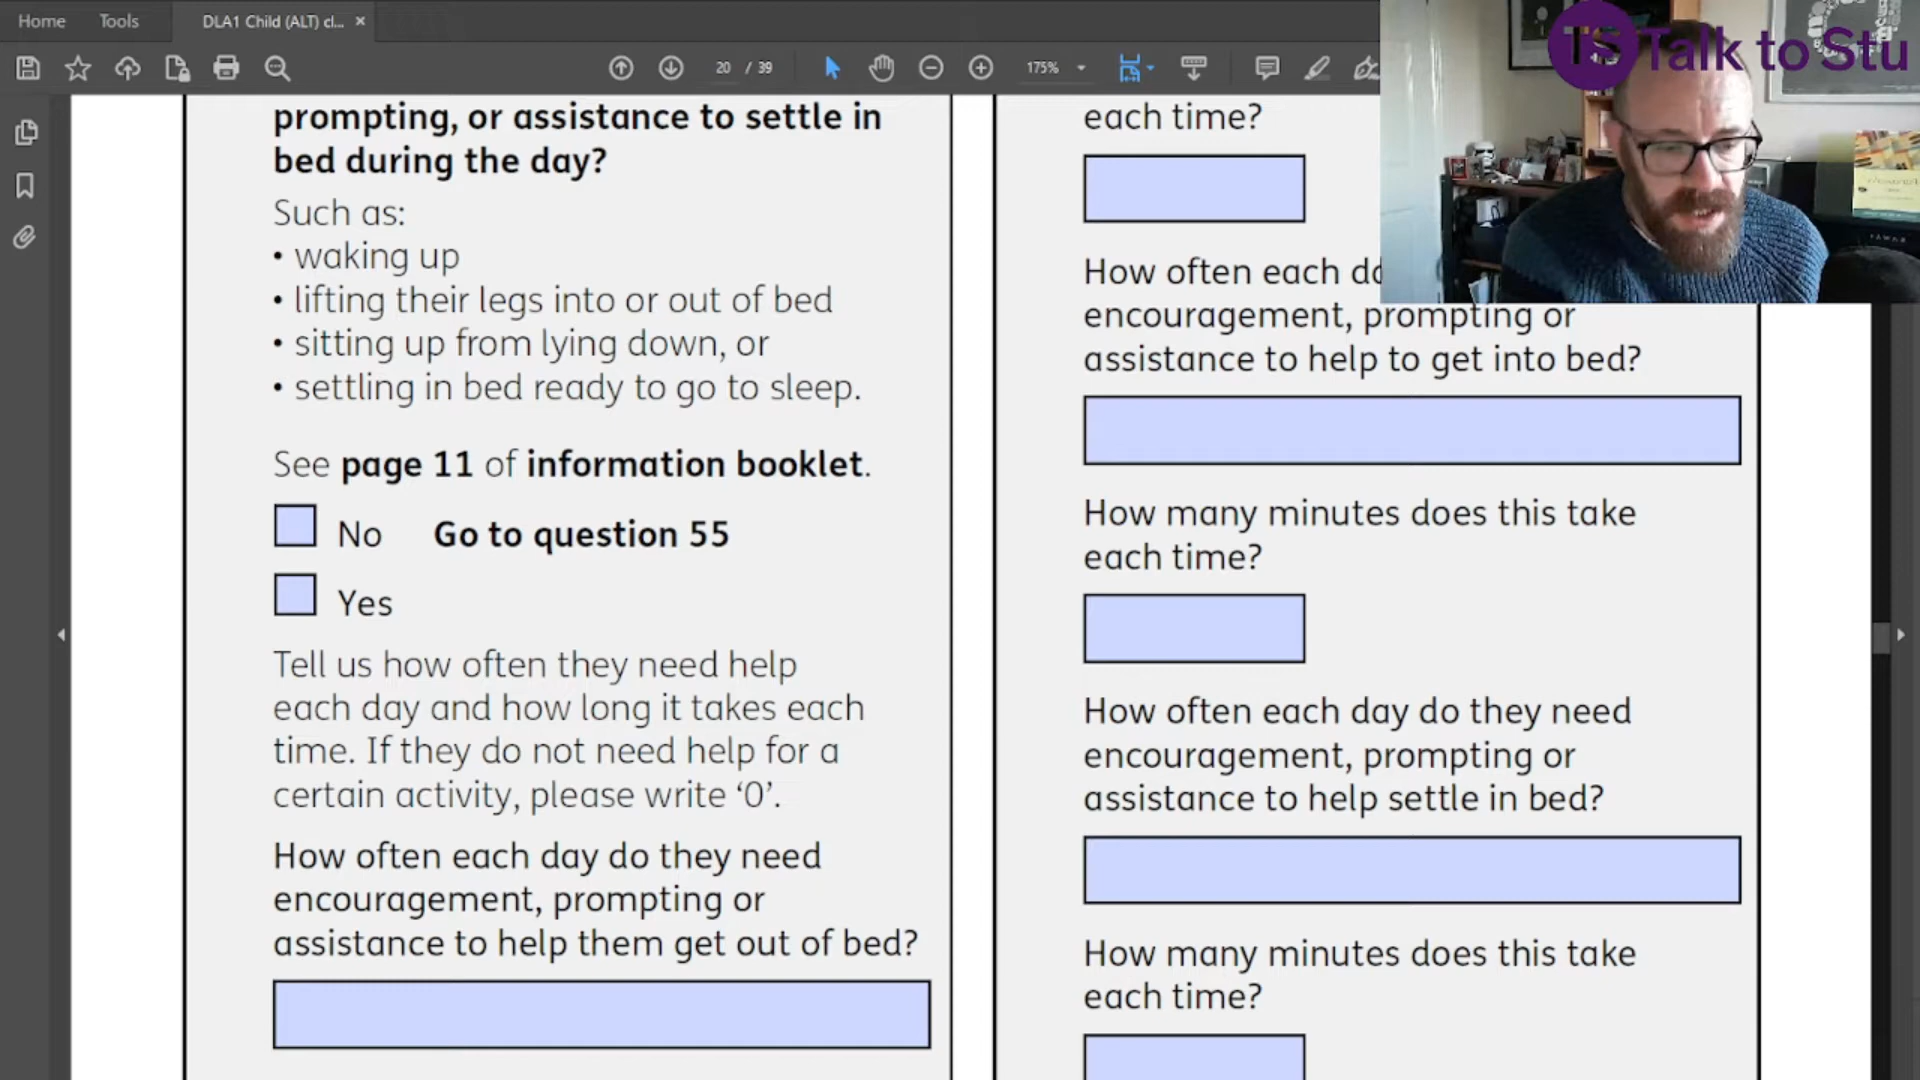 Home
Tools
DLA1 Child (ALT) cl...
20 / 39
175%
TS Talk to Stu
prompting, or assistance to settle in
bed during the day?
Such as:
• waking up
• lifting their legs into or out of bed
• sitting up from lying down, or
• settling in bed ready to go to sleep.
See page 11 of information booklet.
No Go to question 55
Yes
Tell us how often they need help
each day and how long it takes each
time. If they do not need help for a
certain activity, please write ‘0’.
How often each day do they need
encouragement, prompting or
assistance to help them get out of bed?
each time?
How often each
encouragement, prompting or
assistance to help to get into bed?
How many minutes does this take
each time?
How often each day do they need
encouragement, prompting or
assistance to help settle in bed?
How many minutes does this take
each time?